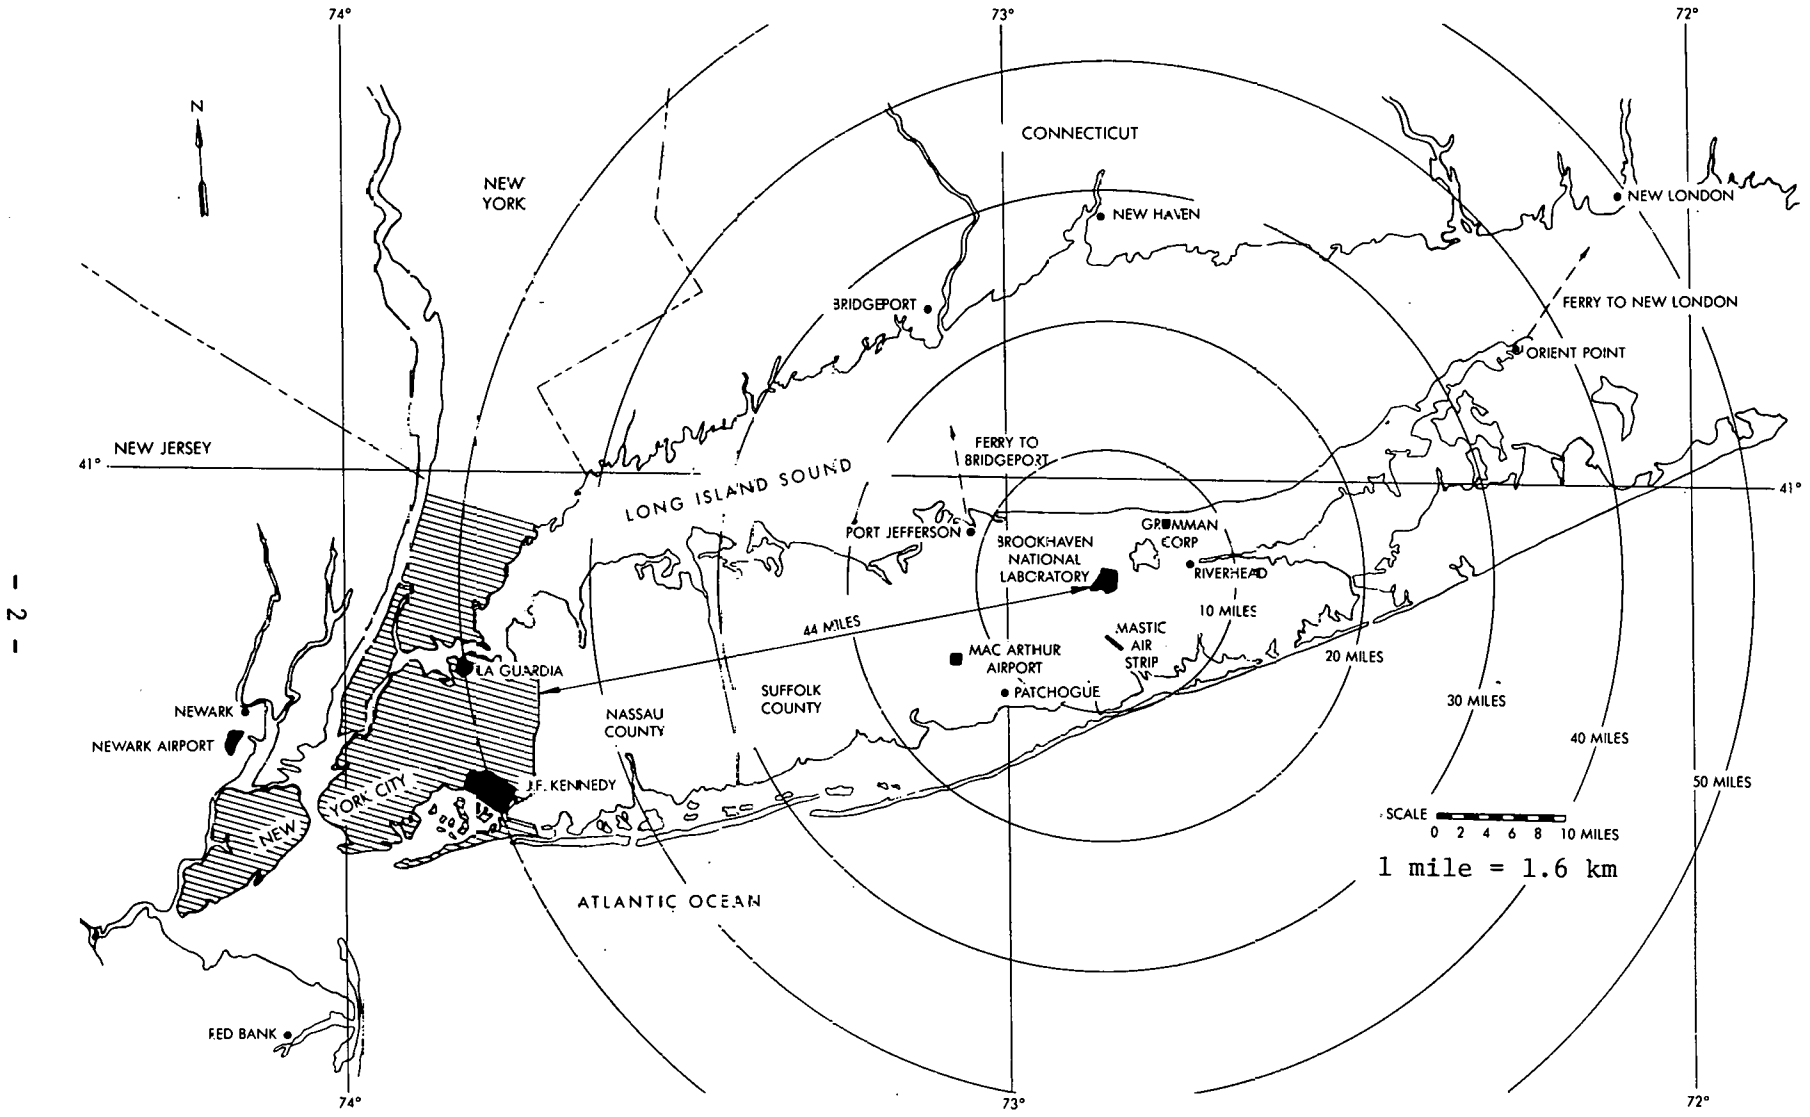 74°
73°
72°
N
CONNECTICUT
NEW
YORK
NEW LONDON
NEW HAVEN
BRIDGEPORT
FERRY TO NEW LONDON
ORIENT POINT
NEW JERSEY
41°
FERRY TO
BRIDGEPORT
LONG ISLAND SOUND
41°
PORT JEFFERSON
GRUMMAN
CORP
BROOKHAVEN
NATIONAL
LABORATORY
RIVERHEAD
- 2 -
10 MILES
44 MILES
MASTIC
AIR
STRIP
MAC ARTHUR
AIRPORT
20 MILES
LA GUARDIA
PATCHOGUE
SUFFOLK
COUNTY
30 MILES
NEWARK
NASSAU
COUNTY
NEWARK AIRPORT
40 MILES
J.F. KENNEDY
50 MILES
NEW YORK CITY
SCALE
0 2 4 6 8 10 MILES
1 mile = 1.6 km
ATLANTIC OCEAN
RED BANK
74°
73°
72°